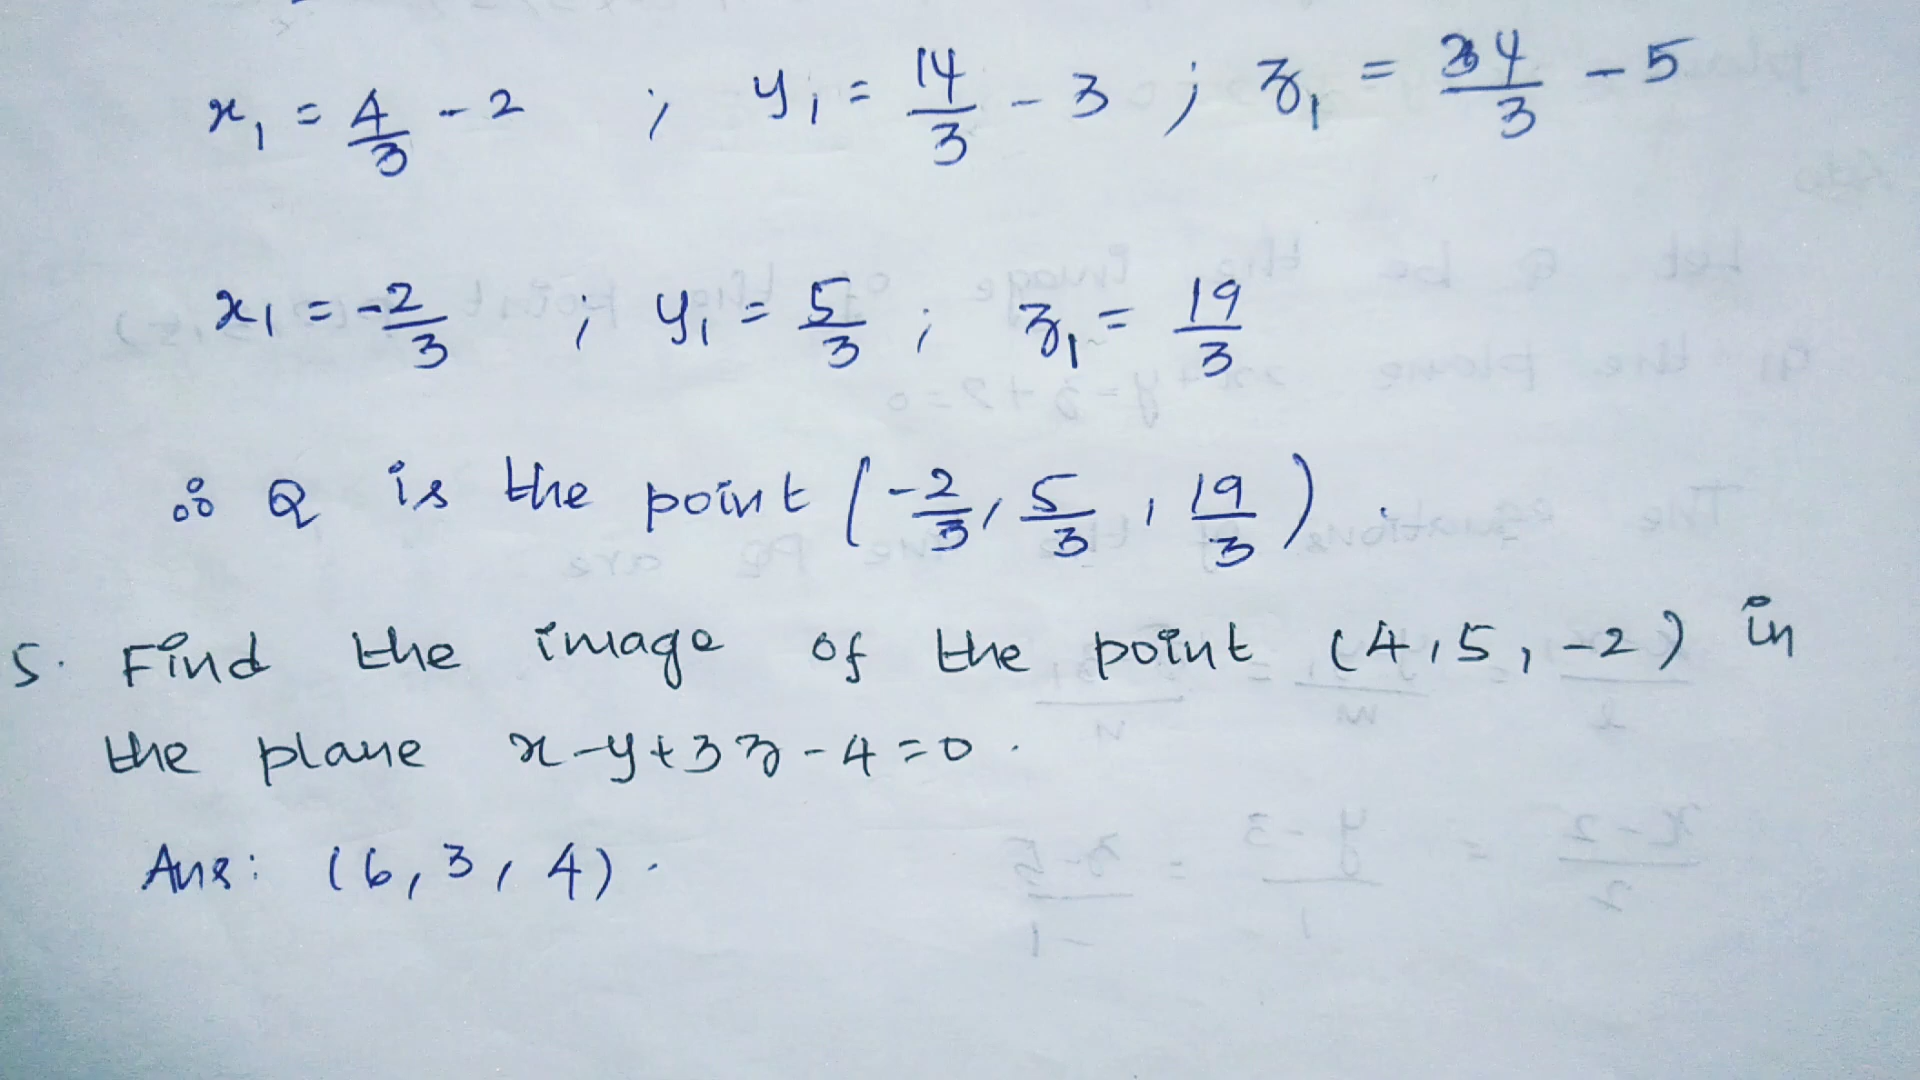 x₁ = 4/3 - 2 ; y₁ = 14/3 - 3 ; z₁ = 34/3 - 5
x₁ = -2/3 ; y₁ = 5/3 ; z₁ = 19/3
∴ Q is the point (-2/3, 5/3, 19/3).
5. Find the image of the point (4, 5, -2) in
the plane x - y + 3z - 4 = 0.
Ans: (6, 3, 4).